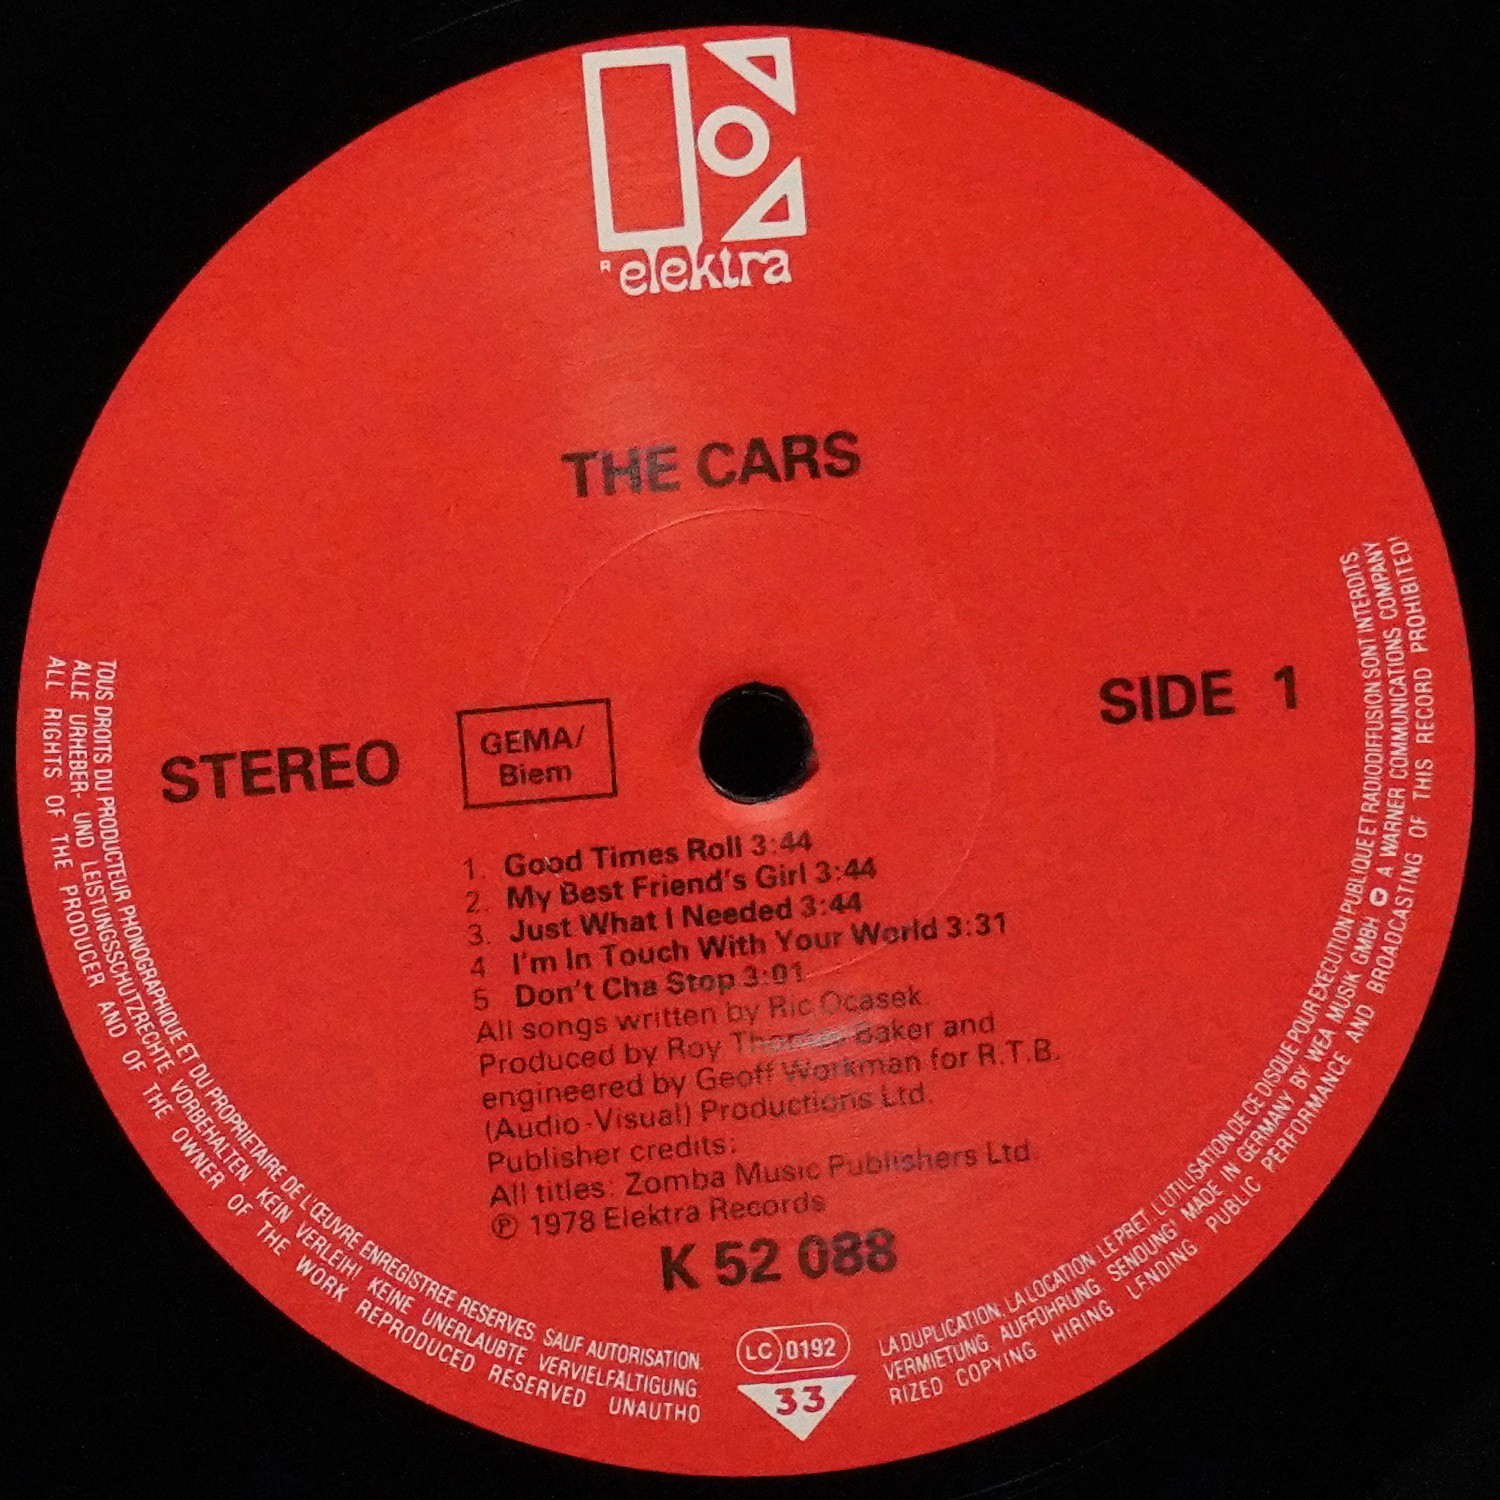 R elektra
THE CARS
STEREO
GEMA/
Biem
SIDE 1
1. Good Times Roll 3:44
2. My Best Friend's Girl 3:44
3. Just What I Needed 3:44
4 I'm In Touch With Your World 3:31
5 Don't Cha Stop 3:01
All songs written by Ric Ocasek
Produced by Roy Thomas Baker and
engineered by Geoff Workman for R.T.B.
(Audio-Visual) Productions Ltd.
Publisher credits:
All titles: Zomba Music Publishers Ltd.
℗ 1978 Elektra Records
K 52 088
LC 0192
33
TOUS DROITS DU PRODUCTEUR PHONOGRAPHIQUE ET DU PROPRIETAIRE DE L'ŒUVRE ENREGISTREE RESERVES. SAUF AUTORISATION. LA DUPLICATION, LA LOCATION, LE PRET, L'UTILISATION DE CE DISQUE POUR EXECUTION PUBLIQUE ET RADIODIFFUSION SONT INTERDITS.
ALLE URHEBER- UND LEISTUNGSSCHUTZRECHTE VORBEHALTEN. KEIN VERLEIH! KEINE UNERLAUBTE VERVIELFÄLTIGUNG. VERMIETUNG. AUFFÜHRUNG. SENDUNG! MADE IN GERMANY BY WEA MUSIK GMBH A WARNER COMMUNICATIONS COMPANY
ALL RIGHTS OF THE PRODUCER AND OF THE OWNER OF THE WORK REPRODUCED RESERVED UNAUTHORIZED COPYING HIRING. LENDING PUBLIC PERFORMANCE AND BROADCASTING OF THIS RECORD PROHIBITED!